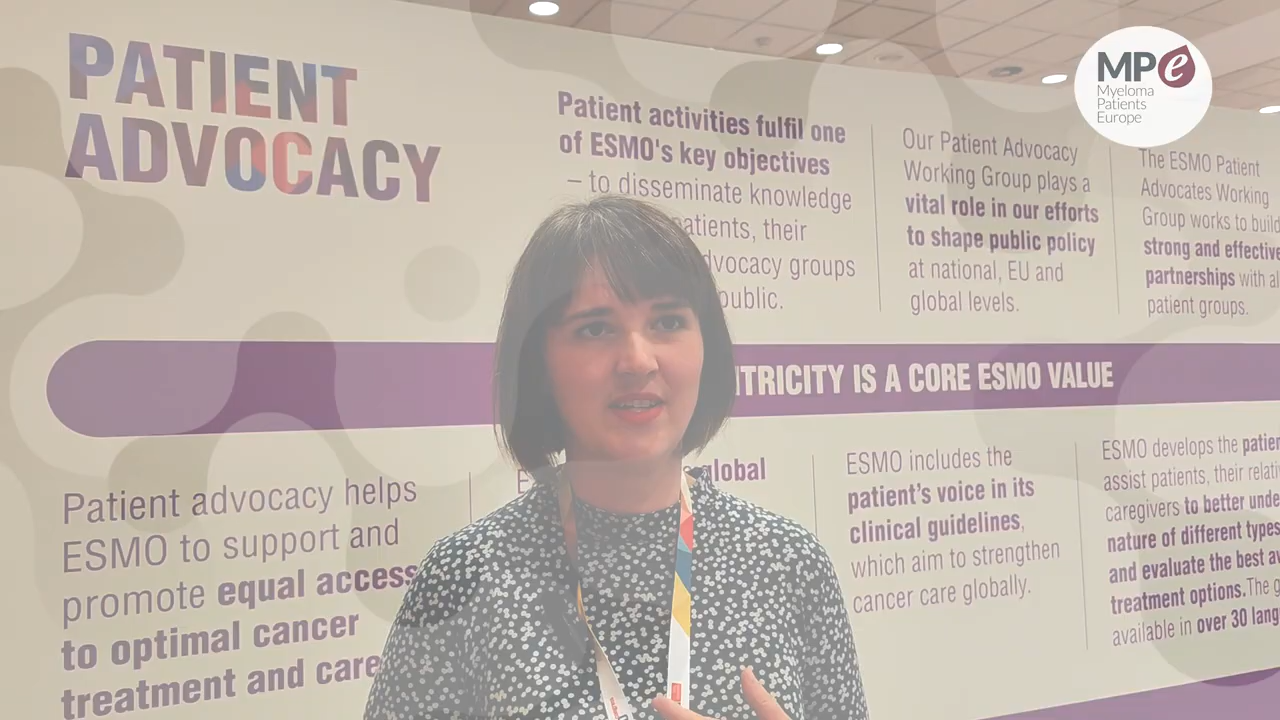 PATIENT
ADVOCACY
Patient activities fulfil one
of ESMO's key objectives
– to disseminate knowledge
patients, their
advocacy groups
public.
Our Patient Advocacy
Working Group plays a
vital role in our efforts
to shape public policy
at national, EU and
global levels.
MPe
Myeloma
Patients
Europe
The ESMO Patient
Advocates Working
Group works to build
strong and effective
partnerships with al
patient groups.
NTRICITY IS A CORE ESMO VALUE
Patient advocacy helps
ESMO to support and
promote equal access
to optimal cancer
treatment and care
global
ESMO includes the
patient's voice in its
clinical guidelines,
which aim to strengthen
cancer care globally.
ESMO develops the patien
assist patients, their relati
caregivers to better unde
nature of different types
and evaluate the best av
treatment options. The g
available in over 30 lang